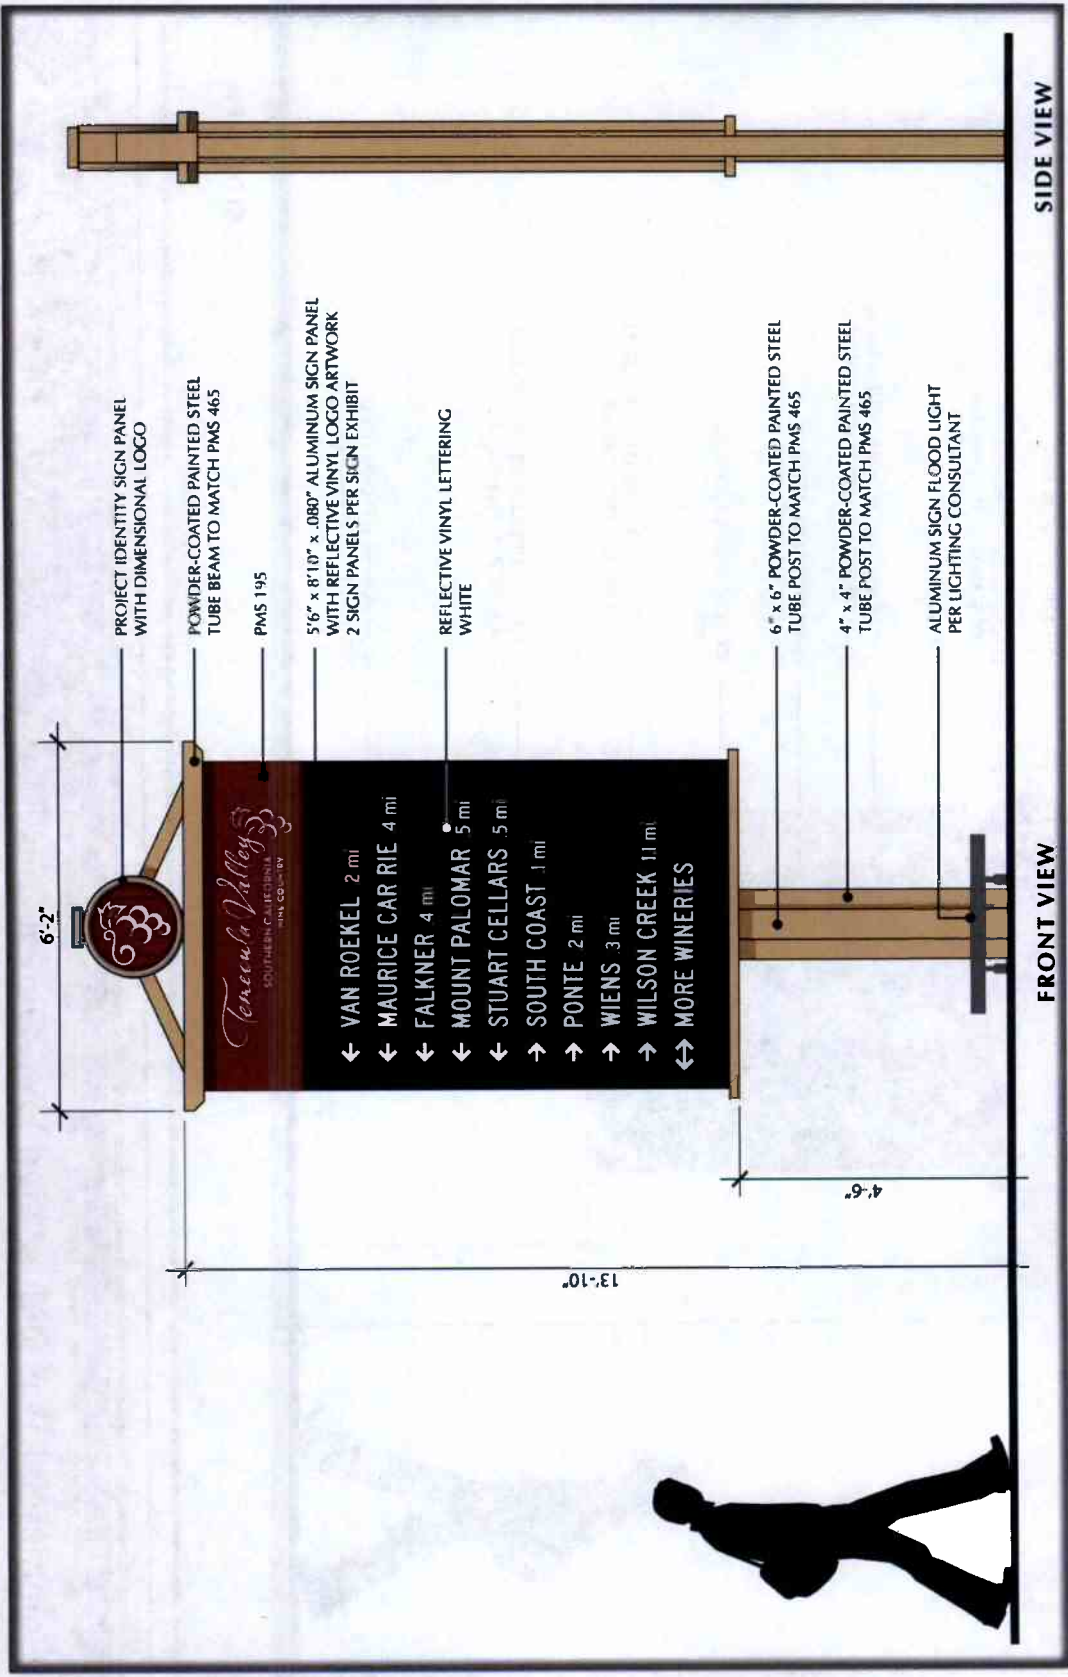 6'-2"
PROJECT IDENTITY SIGN PANEL
WITH DIMENSIONAL LOGO
POWDER-COATED PAINTED STEEL
TUBE BEAM TO MATCH PMS 465
PMS 195
5'6" x 8'10" x .080" ALUMINUM SIGN PANEL
WITH REFLECTIVE VINYL LOGO ARTWORK
2 SIGN PANELS PER SIGN EXHIBIT
REFLECTIVE VINYL LETTERING
WHITE
6" x 6" POWDER-COATED PAINTED STEEL
TUBE POST TO MATCH PMS 465
4" x 4" POWDER-COATED PAINTED STEEL
TUBE POST TO MATCH PMS 465
ALUMINUM SIGN FLOOD LIGHT
PER LIGHTING CONSULTANT
Temecula Valley
SOUTHERN CALIFORNIA
WINE COUNTRY
← VAN ROEKEL .2 mi
← MAURICE CAR RIE .4 mi
← FALKNER .4 mi
← MOUNT PALOMAR .5 mi
← STUART CELLARS .5 mi
→ SOUTH COAST .1 mi
→ PONTE .2 mi
→ WIENS .3 mi
→ WILSON CREEK 1.1 mi
↔ MORE WINERIES
13'-10"
4'-6"
FRONT VIEW
SIDE VIEW